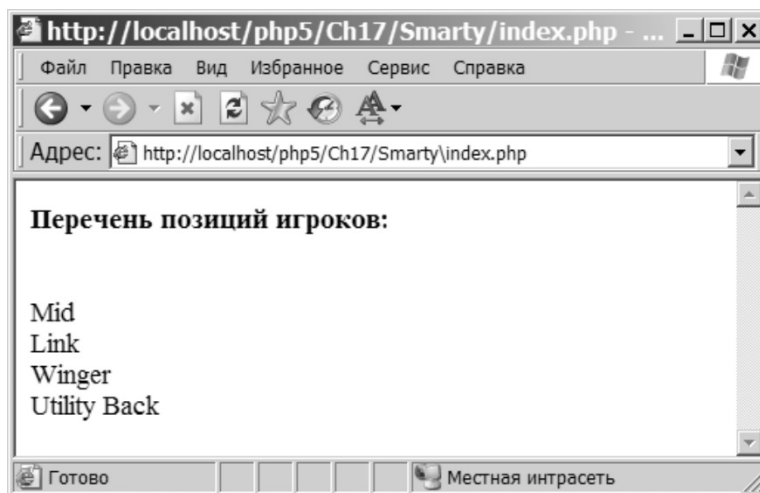 http://localhost/php5/Ch17/Smarty/index.php - ...
Файл Правка Вид Избранное Сервис Справка
Адрес: http://localhost/php5/Ch17/Smarty\index.php
Перечень позиций игроков:
Mid
Link
Winger
Utility Back
Готово Местная интрасеть